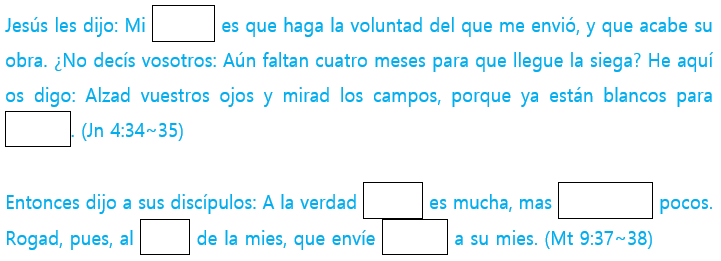 Jesús les dijo: Mi es que haga la voluntad del que me envió, y que acabe su
obra. ¿No decís vosotros: Aún faltan cuatro meses para que llegue la siega? He aquí
os digo: Alzad vuestros ojos y mirad los campos, porque ya están blancos para
. (Jn 4:34~35)
Entonces dijo a sus discípulos: A la verdad es mucha, mas pocos.
Rogad, pues, al de la mies, que envíe a su mies. (Mt 9:37~38)